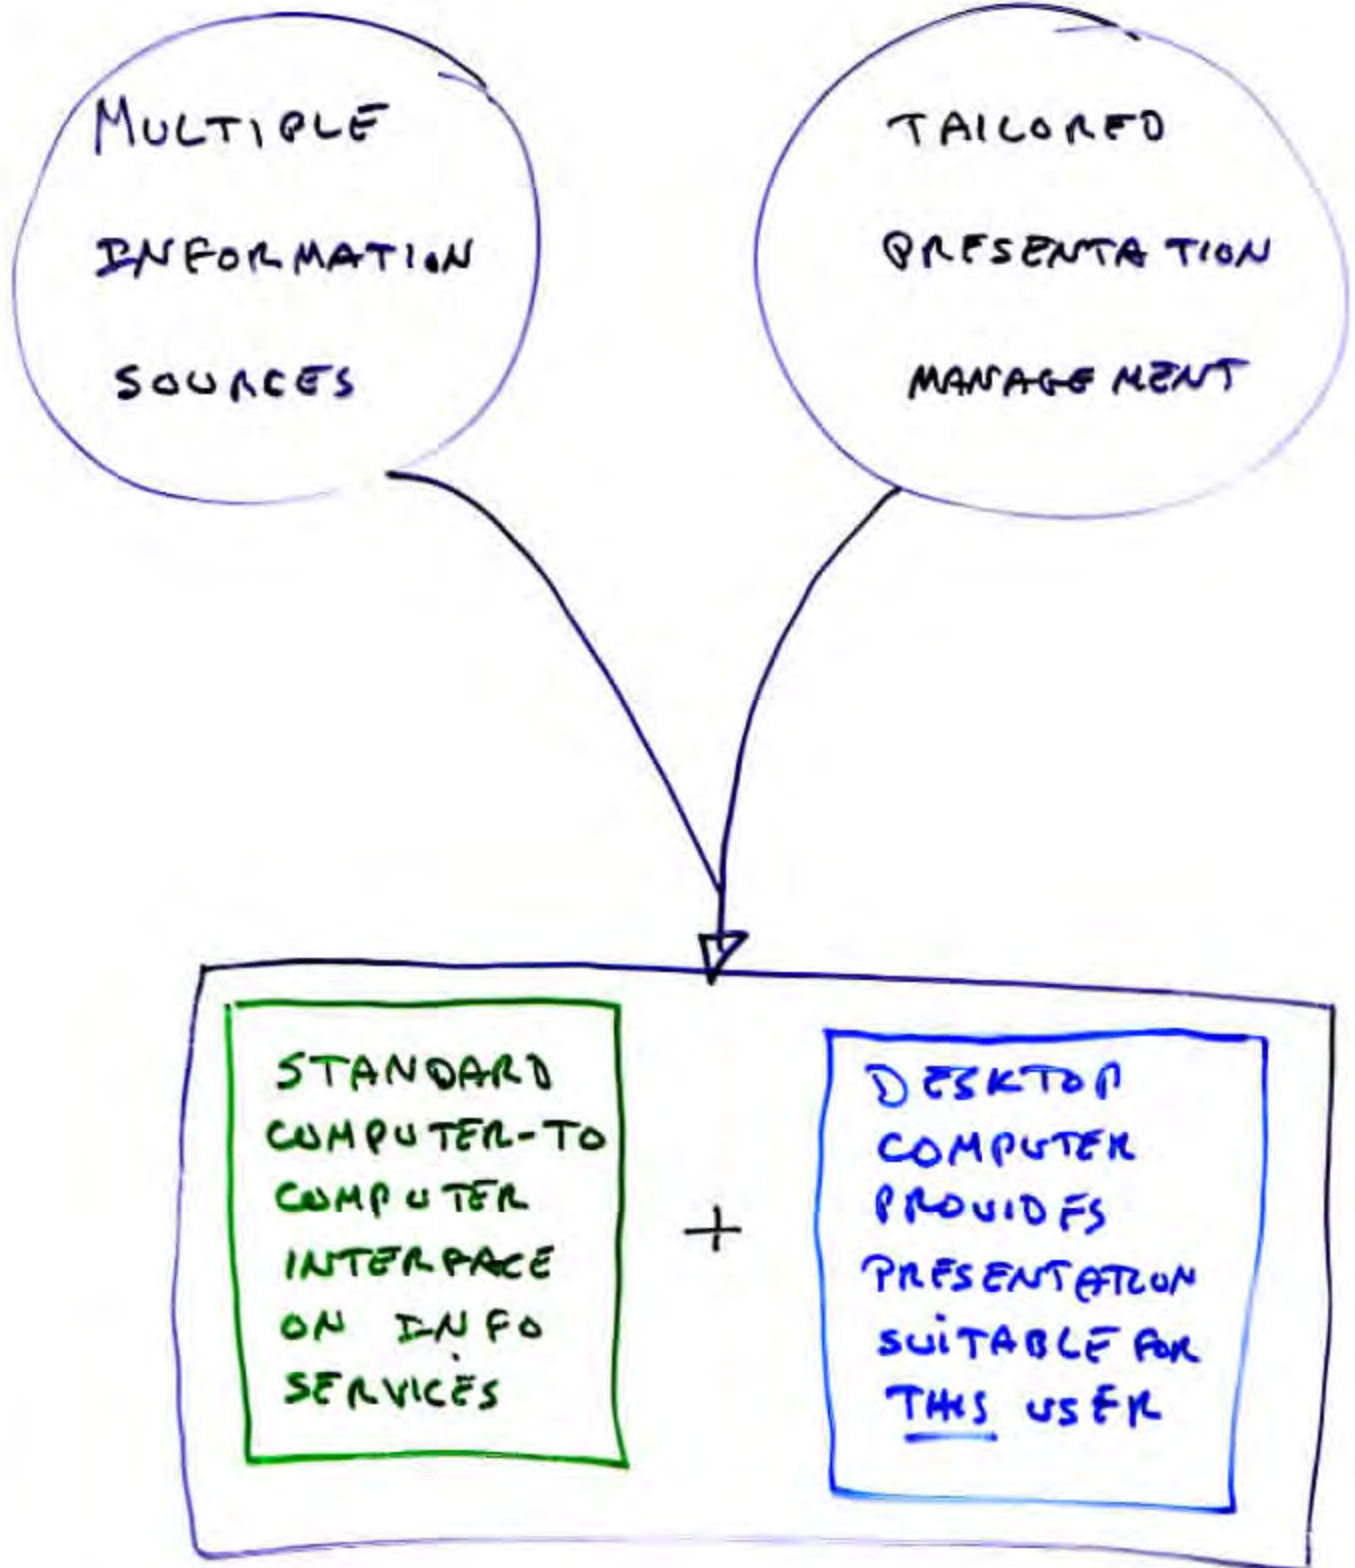 MULTIPLE
INFORMATION
SOURCES
TAILORED
PRESENTATION
MANAGEMENT
STANDARD
COMPUTER-TO
COMPUTER
INTERFACE
ON INFO
SERVICES
+
DESKTOP
COMPUTER
PROVIDES
PRESENTATION
SUITABLE FOR
THIS USER